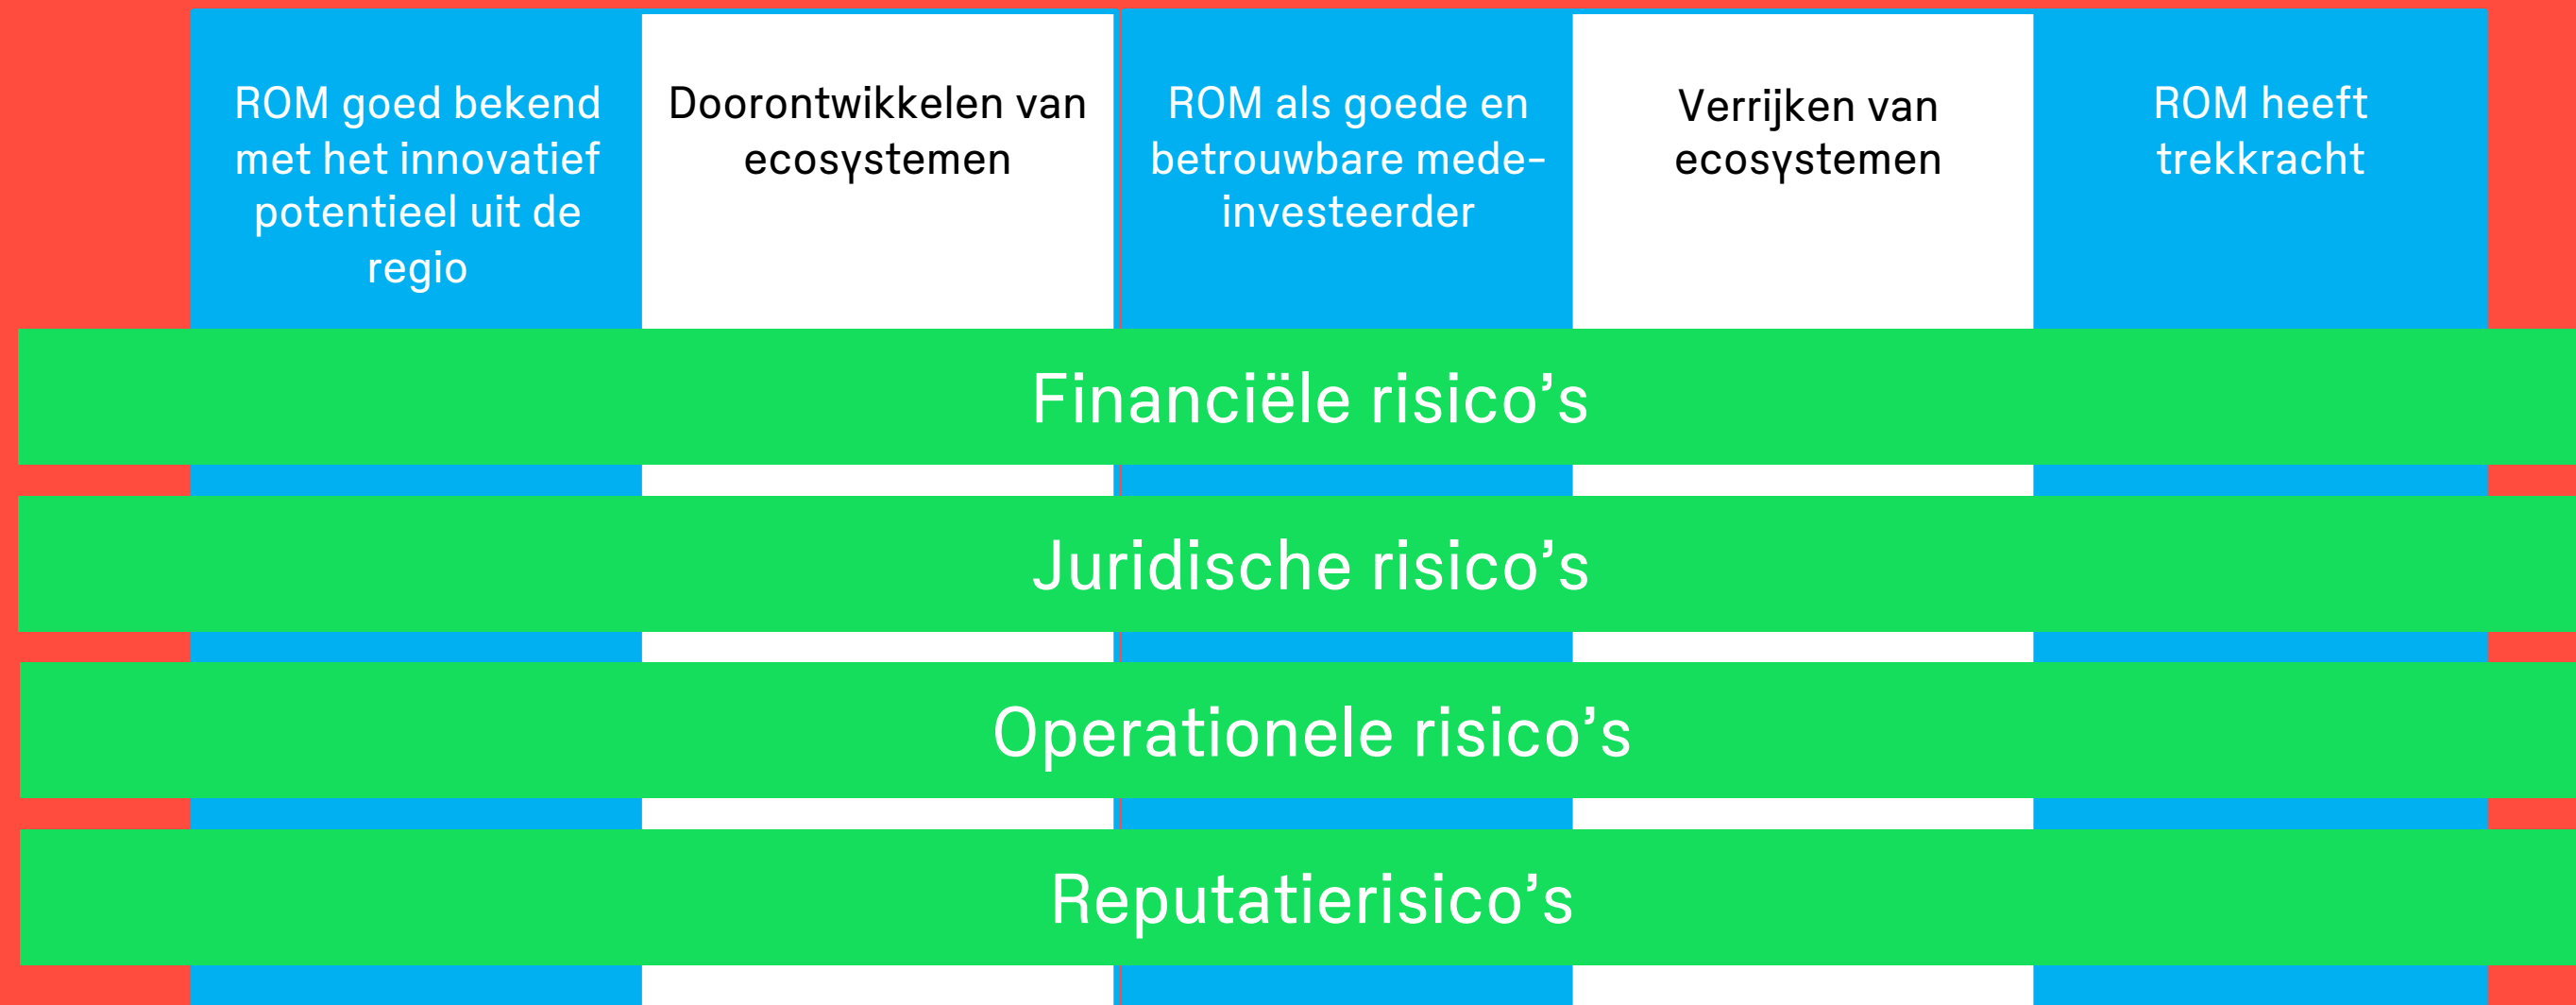 ROM goed bekend
met het innovatief
potentieel uit de
regio
Doorontwikkelen van
ecosystemen
ROM als goede en
betrouwbare mede-
investeerder
Verrijken van
ecosystemen
ROM heeft
trekkracht
Financiële risico’s
Juridische risico’s
Operationele risico’s
Reputatierisico’s